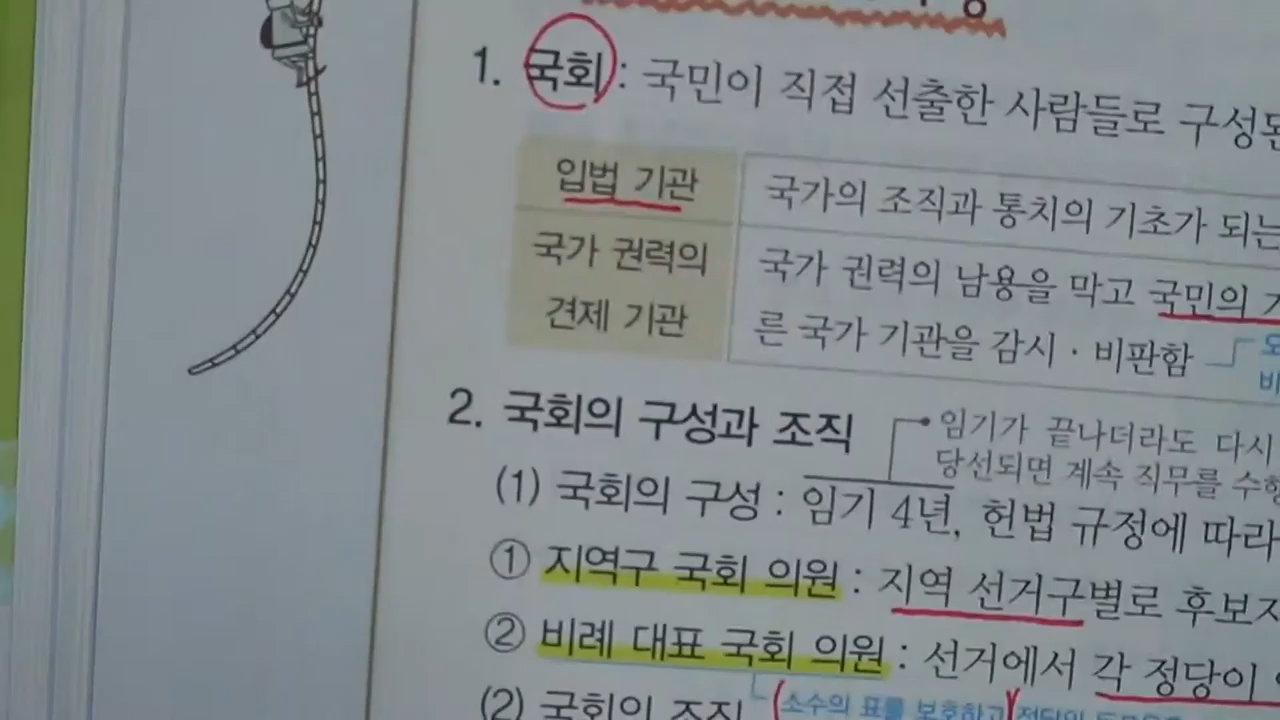 1. 국회 : 국민이 직접 선출한 사람들로 구성된
입법 기관 국가의 조직과 통치의 기초가 되는
국가 권력의 견제 기관 국가 권력의 남용을 막고 국민의
른 국가 기관을 감시 · 비판함
2. 국회의 구성과 조직
임기가 끝나더라도 다시
당선되면 계속 직무를 수행
(1) 국회의 구성 : 임기 4년, 헌법 규정에 따라
① 지역구 국회 의원 : 지역 선거구별로 후보자
② 비례 대표 국회 의원 : 선거에서 각 정당이
소수의 표를 보호하고
(2) 국회의 조직